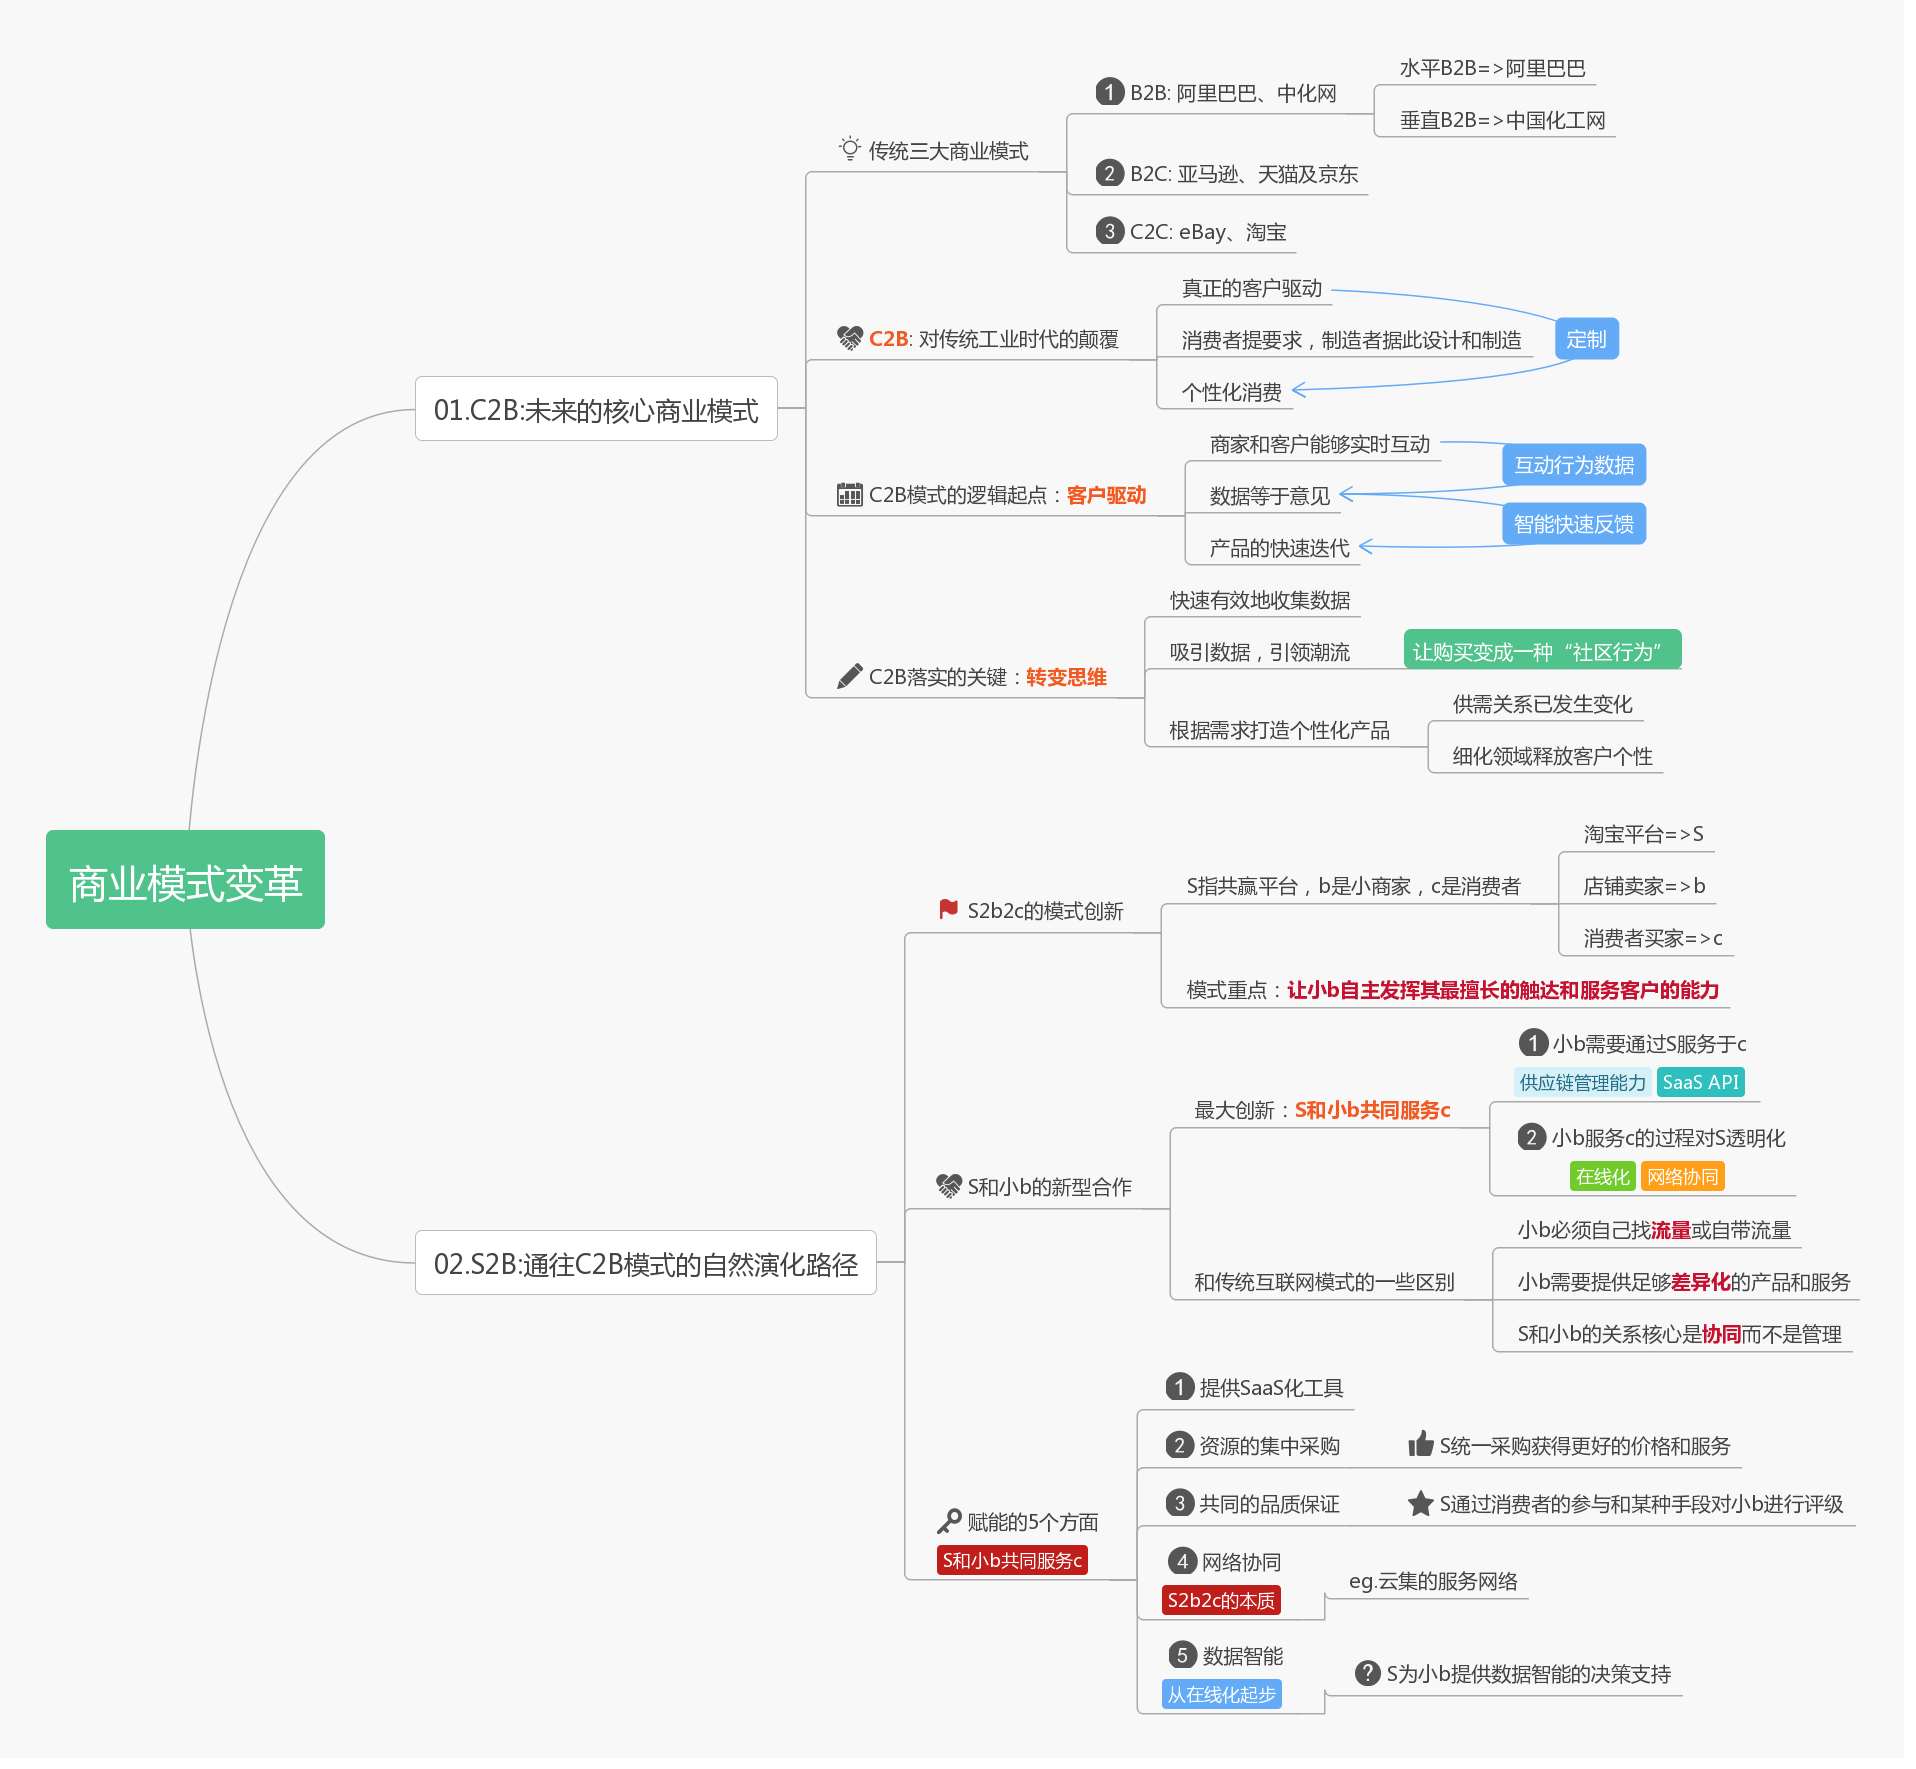 商业模式变革
01.C2B:未来的核心商业模式
传统三大商业模式
1 B2B: 阿里巴巴、中化网
水平B2B=>阿里巴巴
垂直B2B=>中国化工网
2 B2C: 亚马逊、天猫及京东
3 C2C: eBay、淘宝
C2B: 对传统工业时代的颠覆
真正的客户驱动
消费者提要求，制造者据此设计和制造
个性化消费
定制
C2B模式的逻辑起点：客户驱动
商家和客户能够实时互动
数据等于意见
产品的快速迭代
互动行为数据
智能快速反馈
C2B落实的关键：转变思维
快速有效地收集数据
吸引数据，引领潮流
让购买变成一种“社区行为”
根据需求打造个性化产品
供需关系已发生变化
细化领域释放客户个性
02.S2B:通往C2B模式的自然演化路径
S2b2c的模式创新
S指共赢平台，b是小商家，c是消费者
淘宝平台=>S
店铺卖家=>b
消费者买家=>c
模式重点：让小b自主发挥其最擅长的触达和服务客户的能力
S和小b的新型合作
最大创新：S和小b共同服务c
1 小b需要通过S服务于c
供应链管理能力 SaaS API
2 小b服务c的过程对S透明化
在线化 网络协同
和传统互联网模式的一些区别
小b必须自己找流量或自带流量
小b需要提供足够差异化的产品和服务
S和小b的关系核心是协同而不是管理
赋能的5个方面
S和小b共同服务c
1 提供SaaS化工具
2 资源的集中采购
S统一采购获得更好的价格和服务
3 共同的品质保证
S通过消费者的参与和某种手段对小b进行评级
4 网络协同
S2b2c的本质
eg.云集的服务网络
5 数据智能
从在线化起步
? S为小b提供数据智能的决策支持